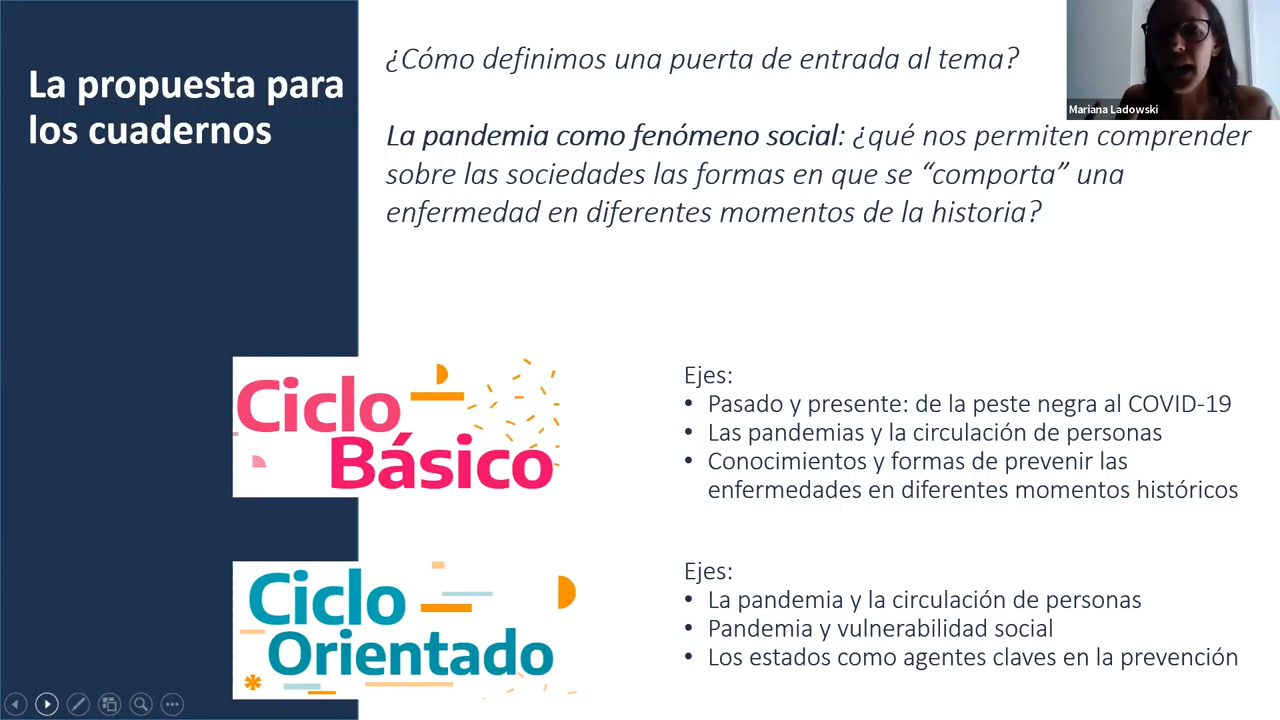 La propuesta para
los cuadernos
¿Cómo definimos una puerta de entrada al tema?
Mariana Ladowski
La pandemia como fenómeno social: ¿qué nos permiten comprender
sobre las sociedades las formas en que se “comporta” una
enfermedad en diferentes momentos de la historia?
Ciclo
Básico
Ejes:
• Pasado y presente: de la peste negra al COVID-19
• Las pandemias y la circulación de personas
• Conocimientos y formas de prevenir las
enfermedades en diferentes momentos históricos
Ciclo
Orientado
Ejes:
• La pandemia y la circulación de personas
• Pandemia y vulnerabilidad social
• Los estados como agentes claves en la prevención